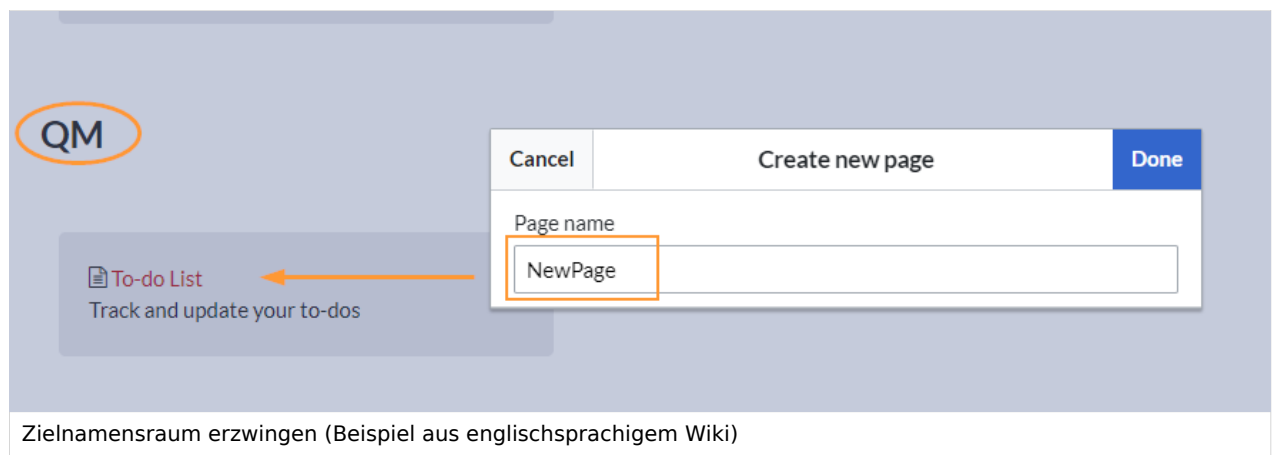 QM
Cancel Create new page Done
Page name
NewPage
To-do List
Track and update your to-dos
Zielnamensraum erzwingen (Beispiel aus englischsprachigem Wiki)